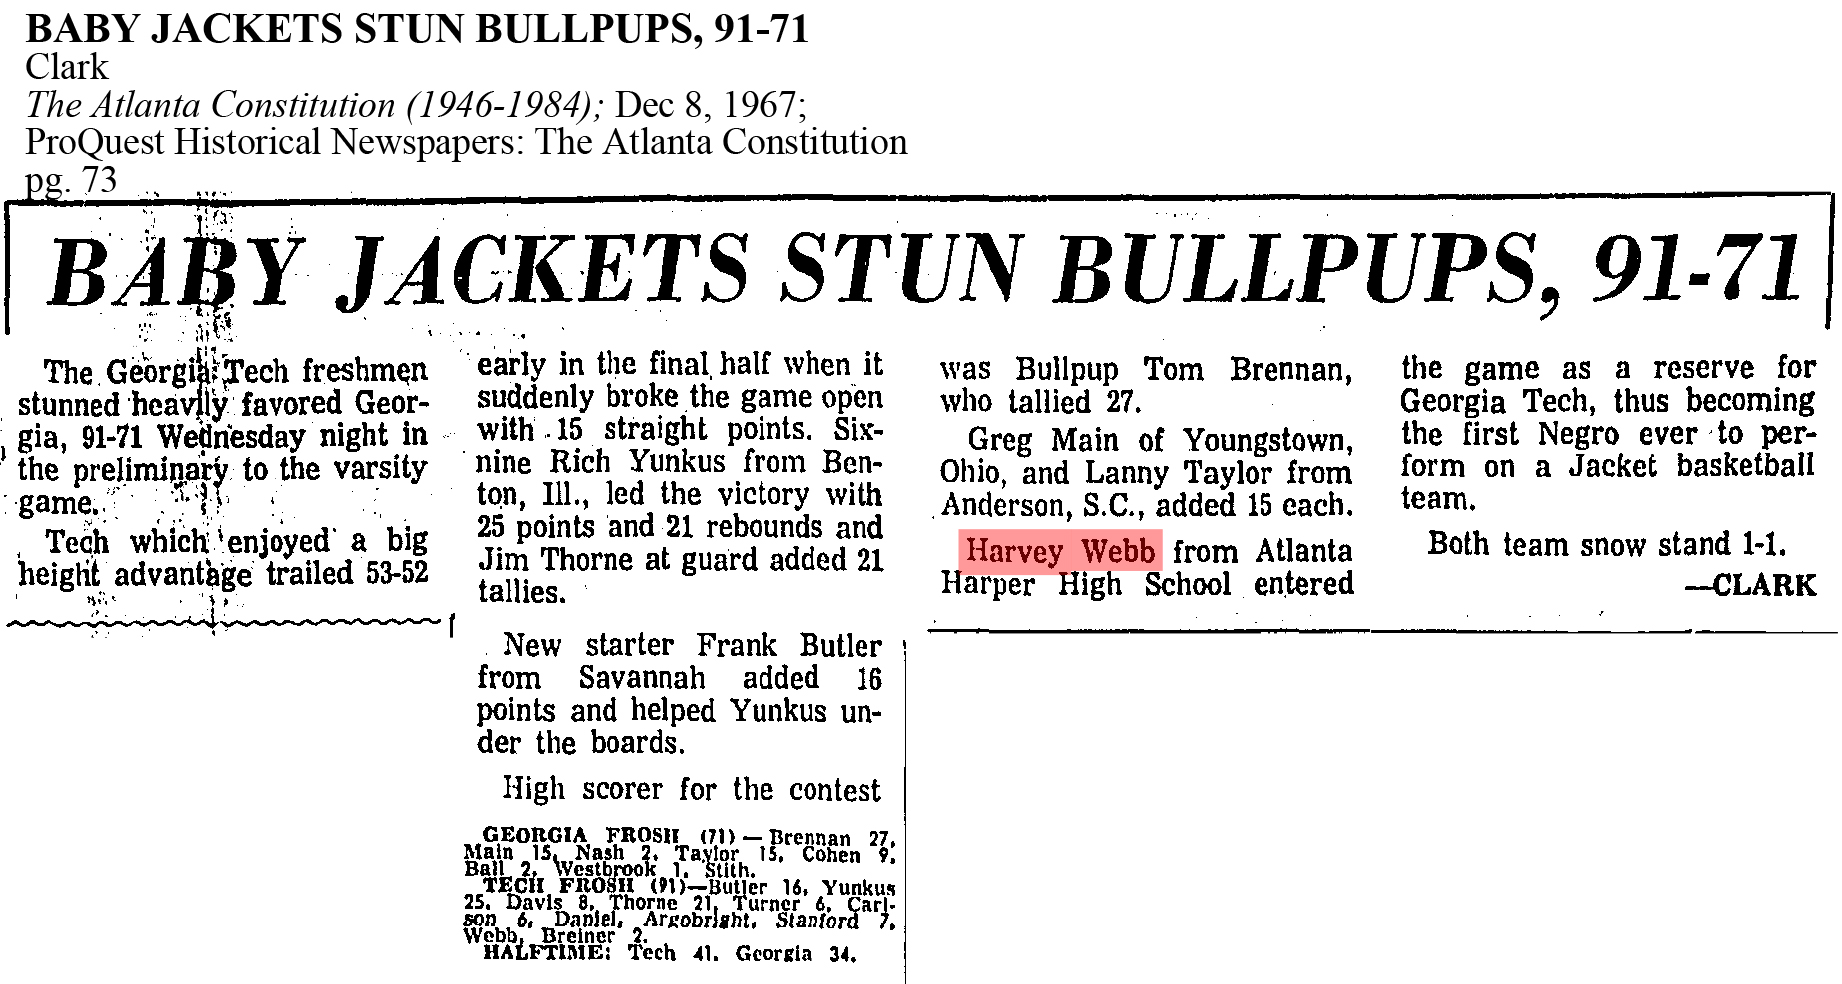 BABY JACKETS STUN BULLPUPS, 91-71
Clark
The Atlanta Constitution (1946-1984); Dec 8, 1967;
ProQuest Historical Newspapers: The Atlanta Constitution
pg. 73
BABY JACKETS STUN BULLPUPS, 91-71
The Georgia Tech freshmen
stunned heavily favored Geor-
gia, 91-71 Wednesday night in
the preliminary to the varsity
game.
Tech which enjoyed a big
height advantage trailed 53-52
early in the final half when it
suddenly broke the game open
with 15 straight points. Six-
nine Rich Yunkus from Ben-
ton, Ill., led the victory with
25 points and 21 rebounds and
Jim Thorne at guard added 21
tallies.
New starter Frank Butler
from Savannah added 16
points and helped Yunkus un-
der the boards.
High scorer for the contest
was Bullpup Tom Brennan,
who tallied 27.
Greg Main of Youngstown,
Ohio, and Lanny Taylor from
Anderson, S.C., added 15 each.
Harvey Webb from Atlanta
Harper High School entered
the game as a reserve for
Georgia Tech, thus becoming
the first Negro ever to per-
form on a Jacket basketball
team.
Both team snow stand 1-1.
—CLARK
GEORGIA FROSH (71) — Brennan 27,
Main 15, Nash 2, Taylor 15, Cohen 9,
Ball 2, Westbrook 1, Stith.
TECH FROSH (91)—Butler 16, Yunkus
25, Davis 8, Thorne 21, Turner 6, Carl-
son 6, Daniel, Argobright, Stanford 7,
Webb, Breiner 2.
HALFTIME: Tech 41, Georgia 34.